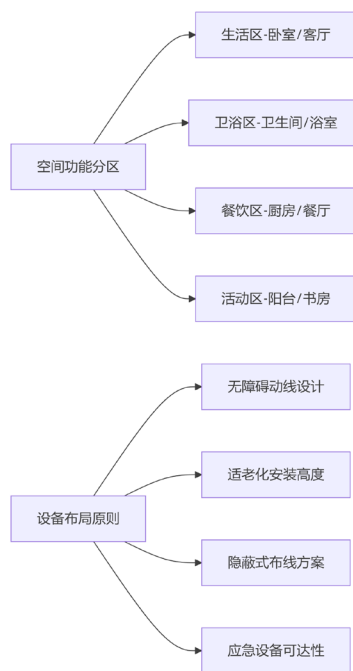 生活区-卧室/客厅
卫浴区-卫生间/浴室
空间功能分区
餐饮区-厨房/餐厅
活动区-阳台/书房
无障碍动线设计
适老化安装高度
设备布局原则
隐蔽式布线方案
应急设备可达性